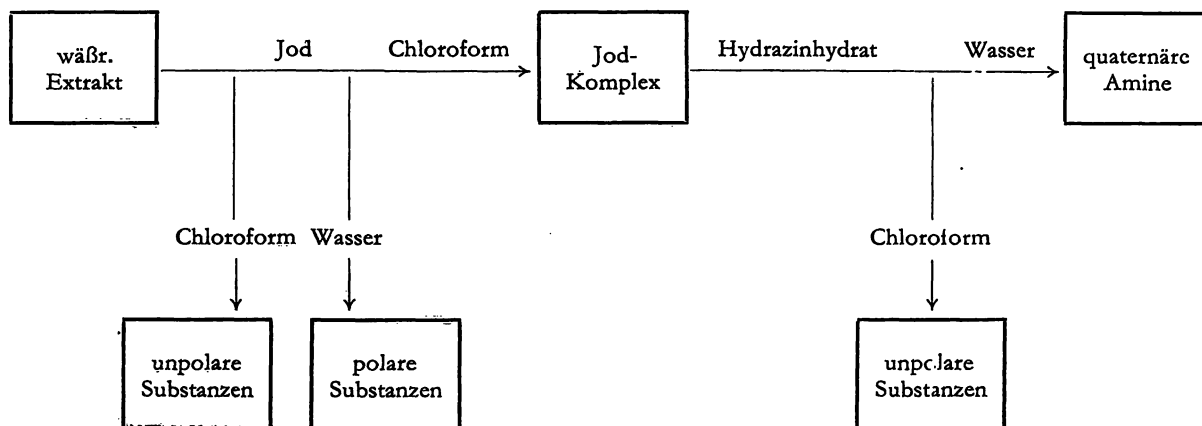 wäßr.
Extrakt
Jod
Chloroform
Jod-
Komplex
Hydrazinhydrat
Wasser
quaternäre
Amine
Chloroform
Wasser
Chloroform
unpolare
Substanzen
polare
Substanzen
unpolare
Substanzen